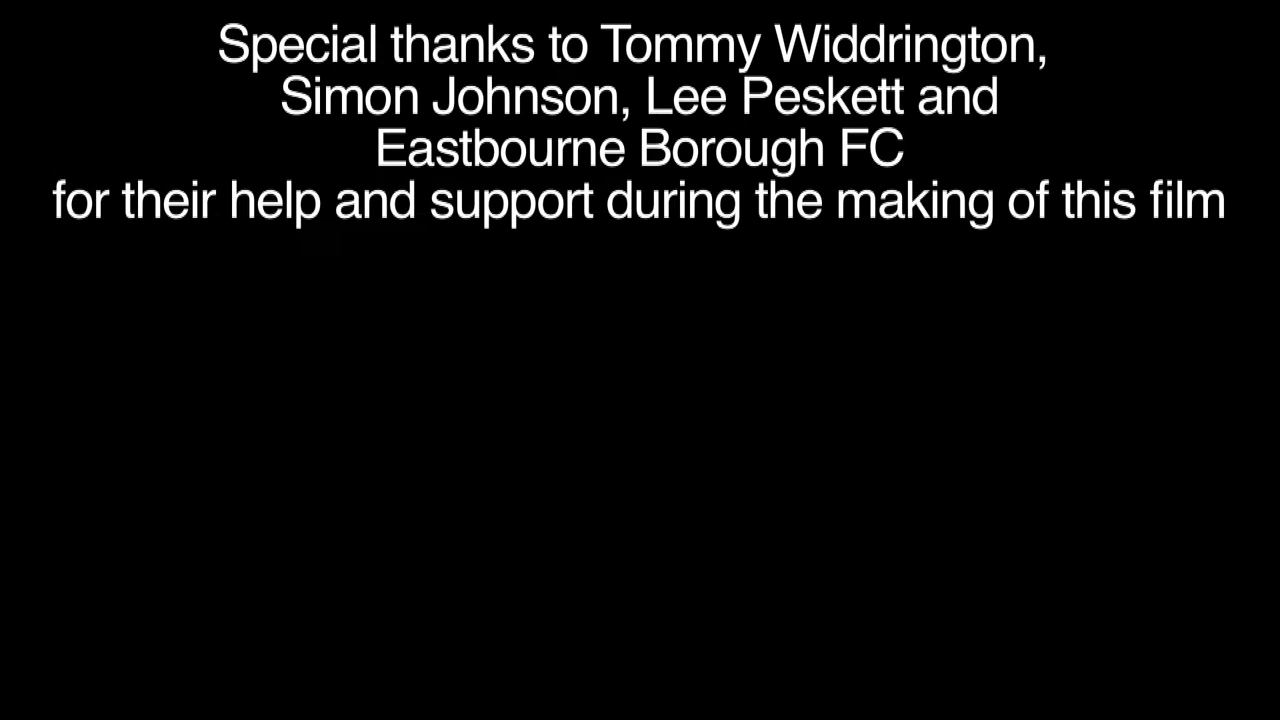 Special thanks to Tommy Widdrington,
Simon Johnson, Lee Peskett and
Eastbourne Borough FC
for their help and support during the making of this film